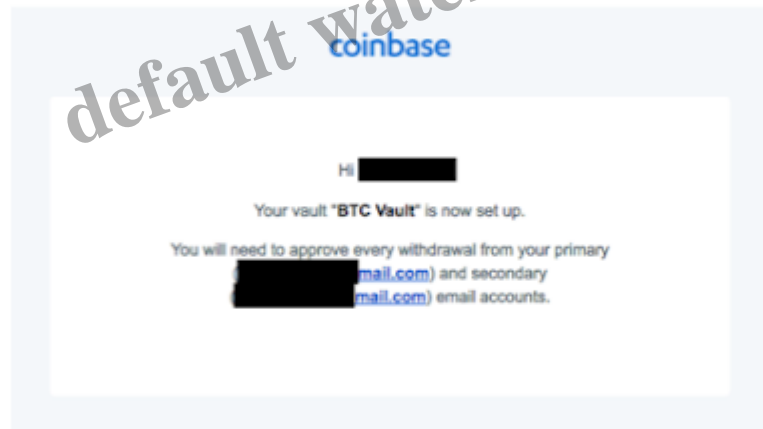 default wate
coinbase
Hi
Your vault "BTC Vault" is now set up.
You will need to approve every withdrawal from your primary
(mail.com) and secondary
(mail.com) email accounts.